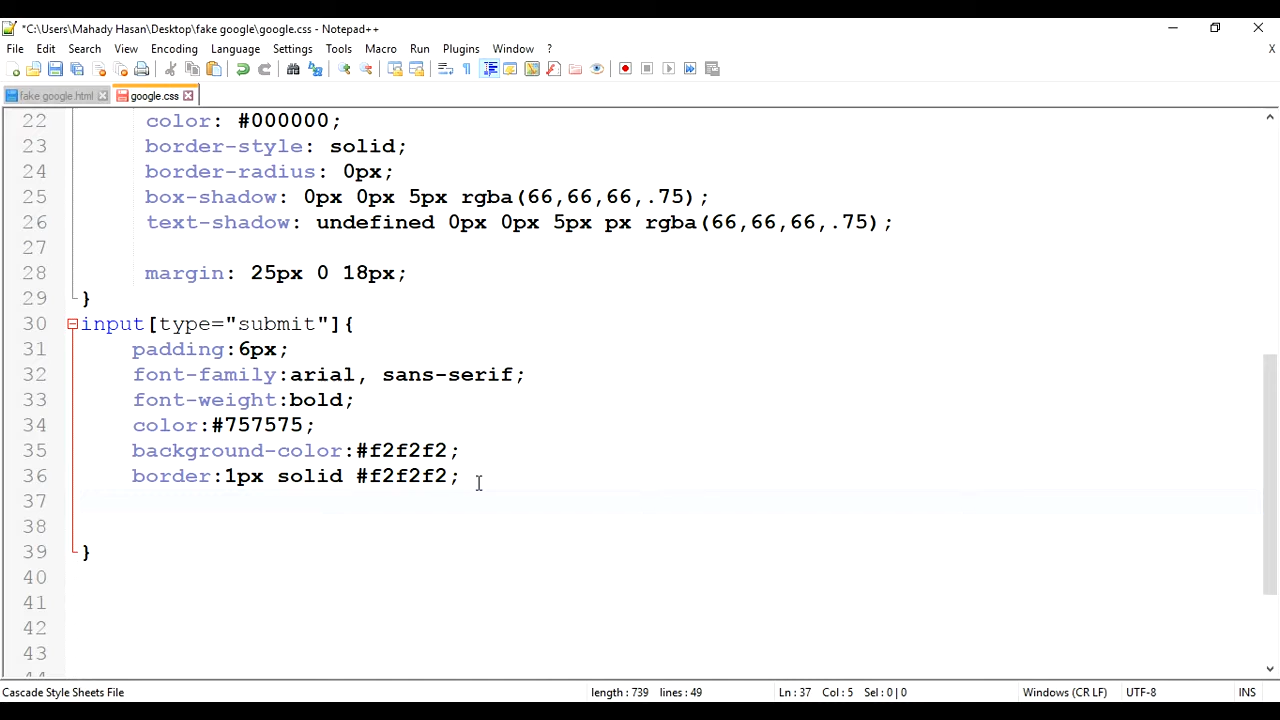 *C:\Users\Mahady Hasan\Desktop\fake google\google.css - Notepad++
File Edit Search View Encoding Language Settings Tools Macro Run Plugins Window ? X
fake google.html google.css
22 color: #000000;
23 border-style: solid;
24 border-radius: 0px;
25 box-shadow: 0px 0px 5px rgba(66,66,66,.75);
26 text-shadow: undefined 0px 0px 5px px rgba(66,66,66,.75);
27
28 margin: 25px 0 18px;
29 }
30 input[type="submit"]{
31 padding:6px;
32 font-family:arial, sans-serif;
33 font-weight:bold;
34 color:#757575;
35 background-color:#f2f2f2;
36 border:1px solid #f2f2f2;
37
38
39 }
40
41
42
43
44
Cascade Style Sheets File length : 739 lines : 49 Ln : 37 Col : 5 Sel : 0 | 0 Windows (CR LF) UTF-8 INS